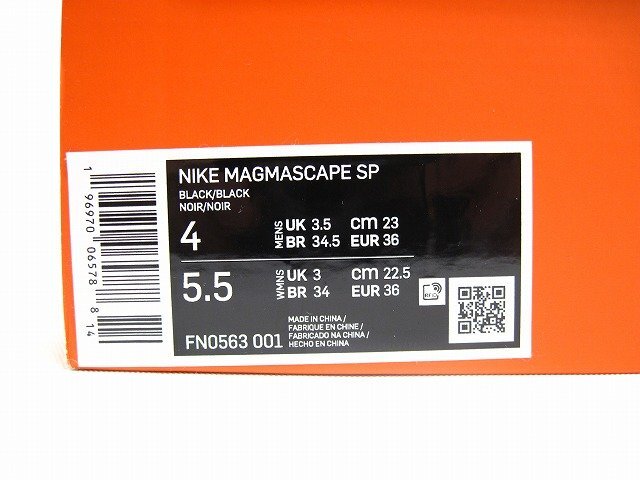 NIKE MAGMASCAPE SP
BLACK/BLACK
NOIR/NOIR
4 MENS UK 3.5 cm 23
BR 34.5 EUR 36
5.5 WMNS UK 3 cm 22.5
BR 34 EUR 36
RFID
MADE IN CHINA/
FABRIQUE EN CHINE/
FABRICADO NA CHINA/
HECHO EN CHINA
FN0563 001
1 96970 06578 8 14